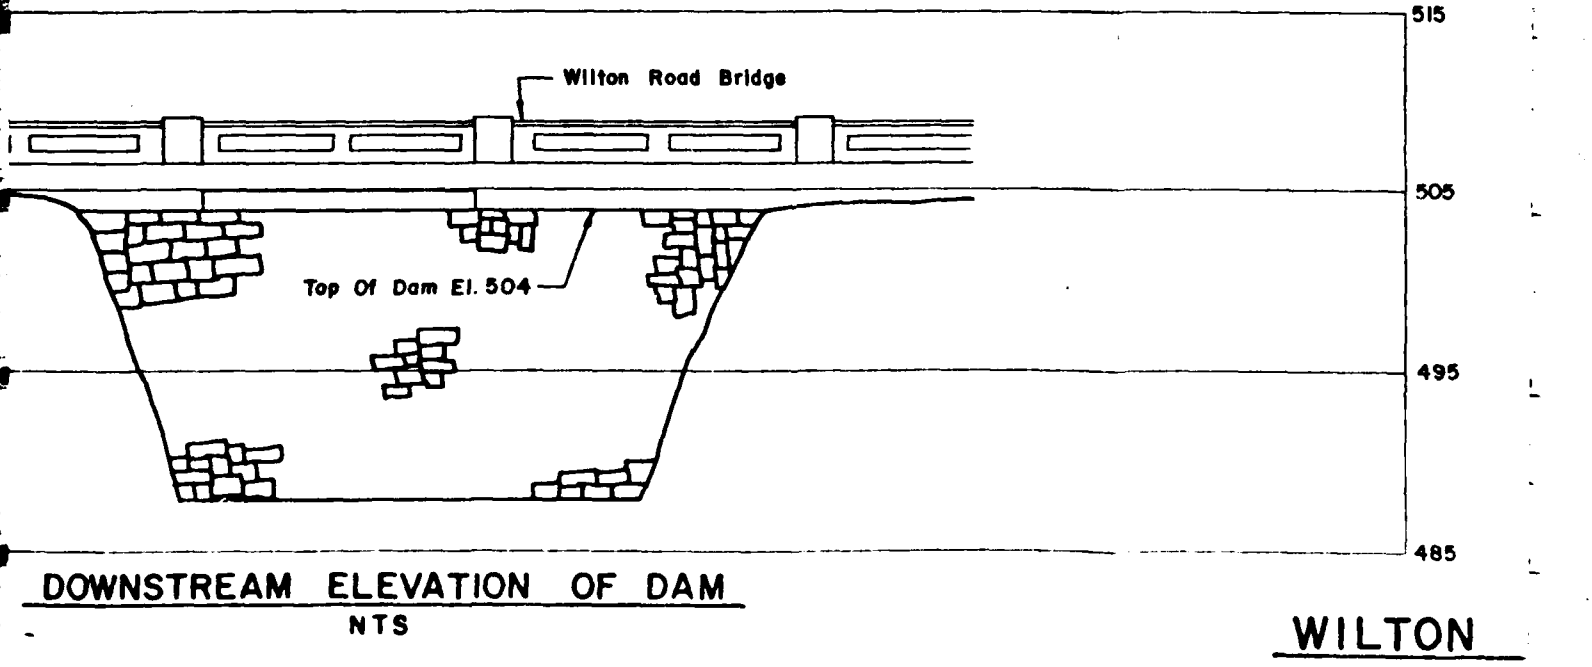 515
Wilton Road Bridge
505
Top Of Dam El. 504
495
485
DOWNSTREAM ELEVATION OF DAM
NTS
WILTON